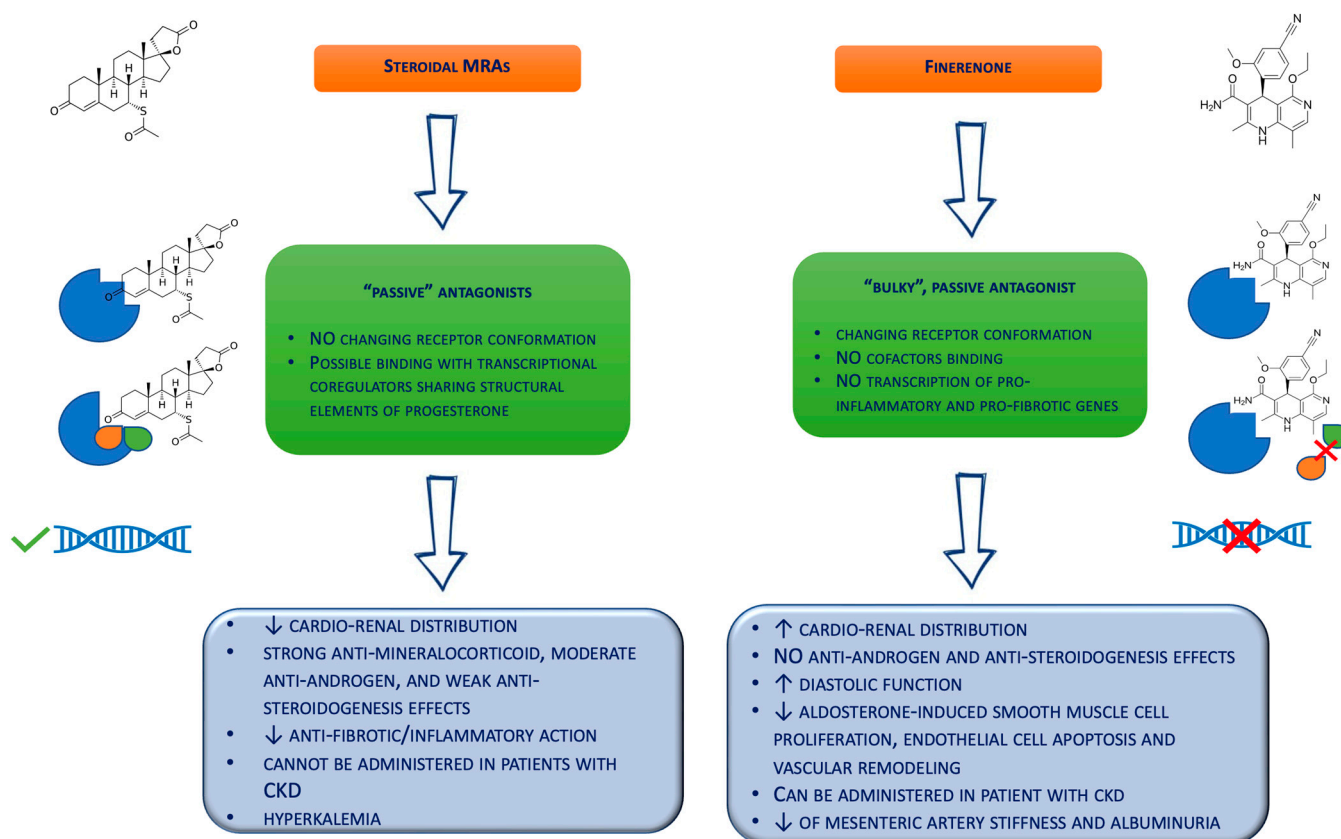 O
O
H
H
H
O
S
O
STEROIDAL MRAS
FINERENONE
N
O
O
H₂N
O
N
N
H
O
O
H
H
H
O
S
O
"PASSIVE" ANTAGONISTS
• NO CHANGING RECEPTOR CONFORMATION
• POSSIBLE BINDING WITH TRANSCRIPTIONAL
COREGULATORS SHARING STRUCTURAL
ELEMENTS OF PROGESTERONE
"BULKY", PASSIVE ANTAGONIST
• CHANGING RECEPTOR CONFORMATION
• NO COFACTORS BINDING
• NO TRANSCRIPTION OF PRO-
INFLAMMATORY AND PRO-FIBROTIC GENES
N
O
O
H₂N
O
N
N
H
O
O
H
H
H
O
S
O
N
O
O
H₂N
O
N
N
H
• ↓ CARDIO-RENAL DISTRIBUTION
• STRONG ANTI-MINERALOCORTICOID, MODERATE
ANTI-ANDROGEN, AND WEAK ANTI-
STEROIDOGENESIS EFFECTS
• ↓ ANTI-FIBROTIC/INFLAMMATORY ACTION
• CANNOT BE ADMINISTERED IN PATIENTS WITH
CKD
• HYPERKALEMIA
• ↑ CARDIO-RENAL DISTRIBUTION
• NO ANTI-ANDROGEN AND ANTI-STEROIDOGENESIS EFFECTS
• ↑ DIASTOLIC FUNCTION
• ↓ ALDOSTERONE-INDUCED SMOOTH MUSCLE CELL
PROLIFERATION, ENDOTHELIAL CELL APOPTOSIS AND
VASCULAR REMODELING
• CAN BE ADMINISTERED IN PATIENT WITH CKD
• ↓ OF MESENTERIC ARTERY STIFFNESS AND ALBUMINURIA